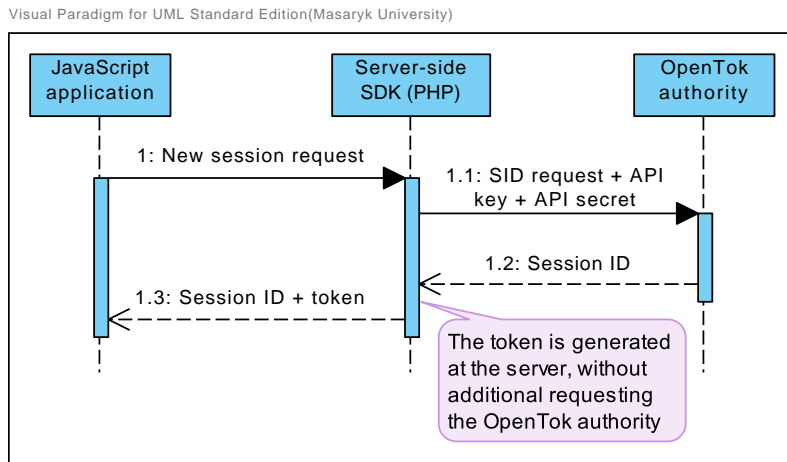 Visual Paradigm for UML Standard Edition(Masaryk University)
JavaScript
application
Server-side
SDK (PHP)
OpenTok
authority
1: New session request
1.1: SID request + API
key + API secret
1.2: Session ID
1.3: Session ID + token
The token is generated
at the server, without
additional requesting
the OpenTok authority